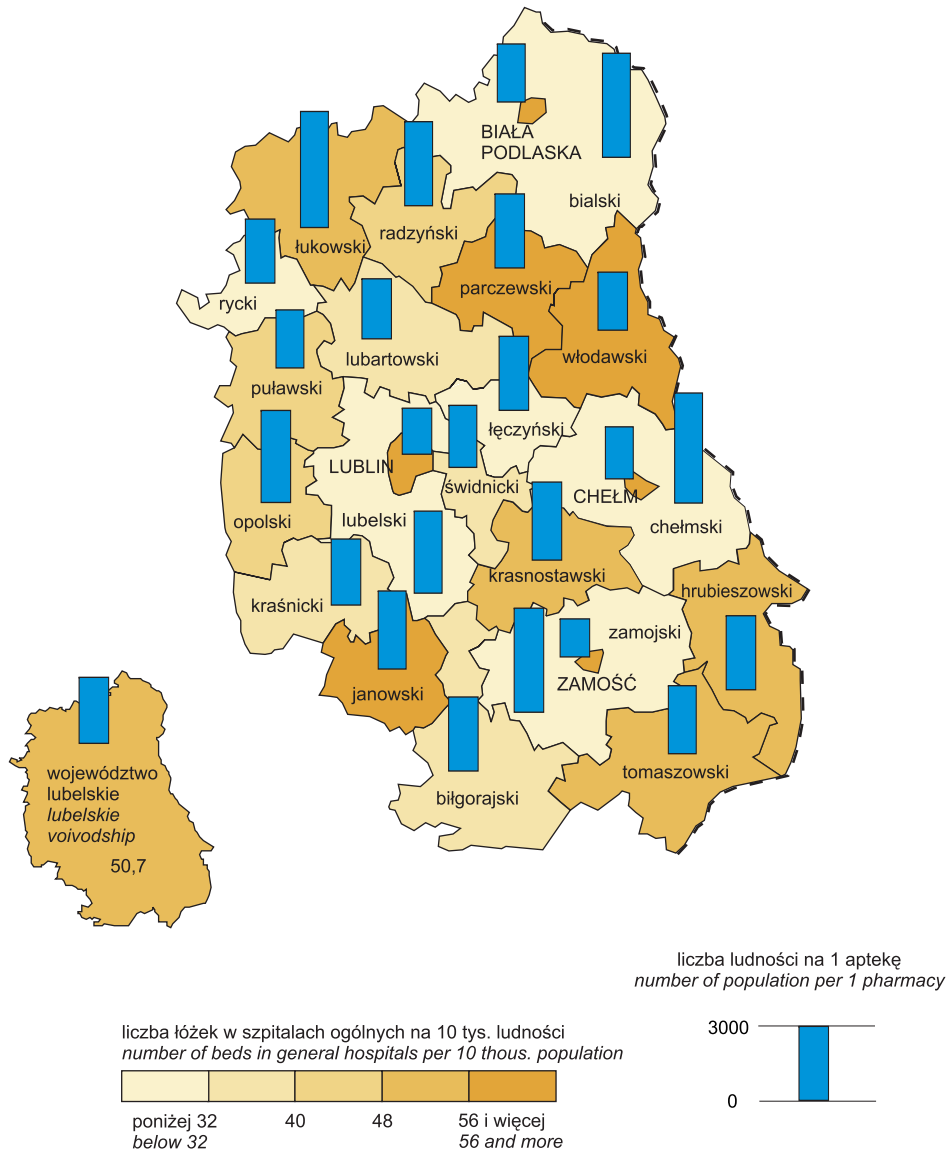 BIAŁA
PODLASKA
bialski
łukowski
radzyński
rycki
parczewski
lubartowski
włodawski
puławski
łęczyński
LUBLIN
świdnicki
CHEŁM
opolski
lubelski
chełmski
krasnostawski
hrubieszowski
kraśnicki
zamojski
ZAMOŚĆ
janowski
tomaszowski
biłgorajski
województwo
lubelskie
lubelskie
voivodship
50,7
liczba ludności na 1 aptekę
number of population per 1 pharmacy
3000
0
liczba łóżek w szpitalach ogólnych na 10 tys. ludności
number of beds in general hospitals per 10 thous. population
poniżej 32 40 48 56 i więcej
below 32 56 and more